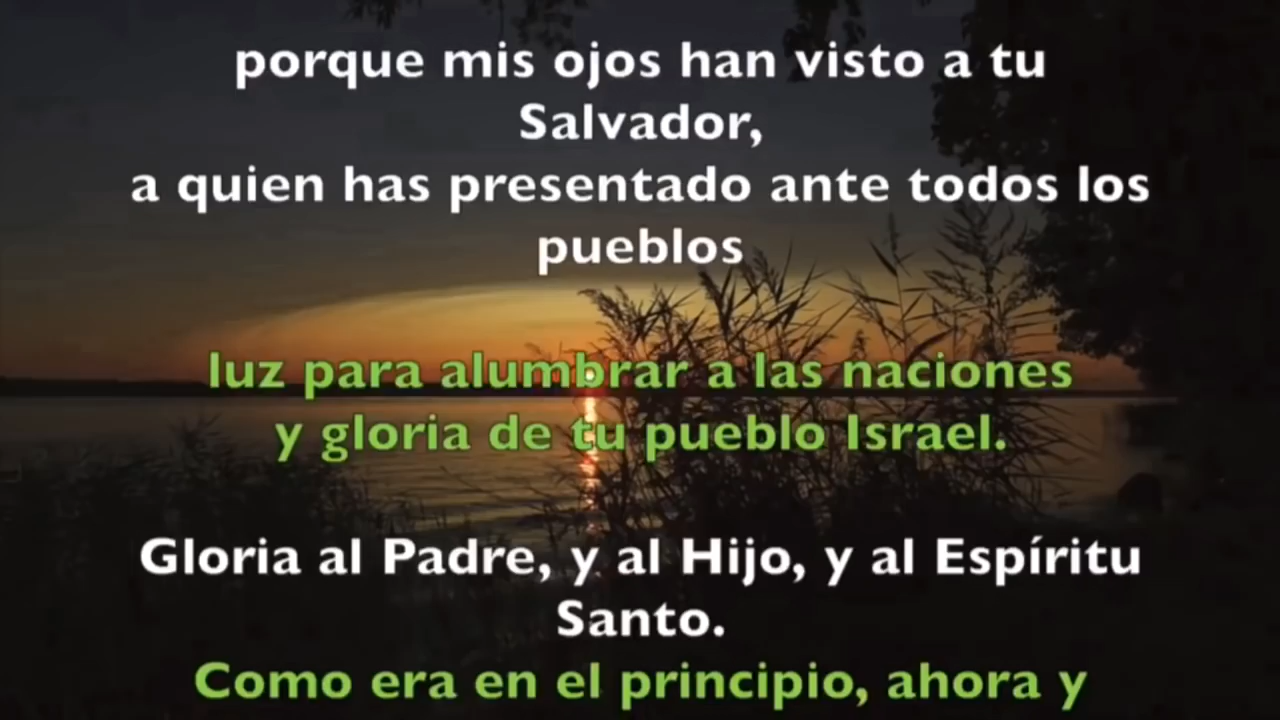 porque mis ojos han visto a tu
Salvador,
a quien has presentado ante todos los
pueblos
luz para alumbrar a las naciones
y gloria de tu pueblo Israel.
Gloria al Padre, y al Hijo, y al Espíritu
Santo.
Como era en el principio, ahora y